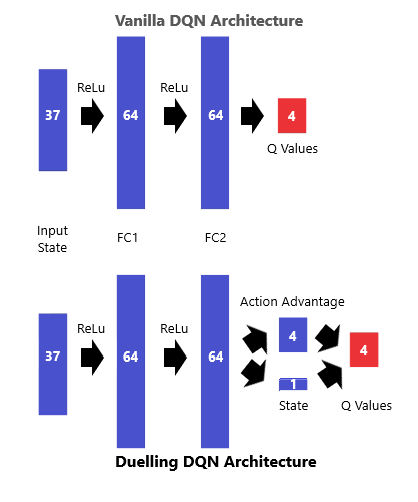 Vanilla DQN Architecture
ReLu
ReLu
37
64
64
4
Q Values
Input
State
FC1
FC2
ReLu
ReLu
Action Advantage
37
64
64
4
4
1
State
Q Values
Duelling DQN Architecture